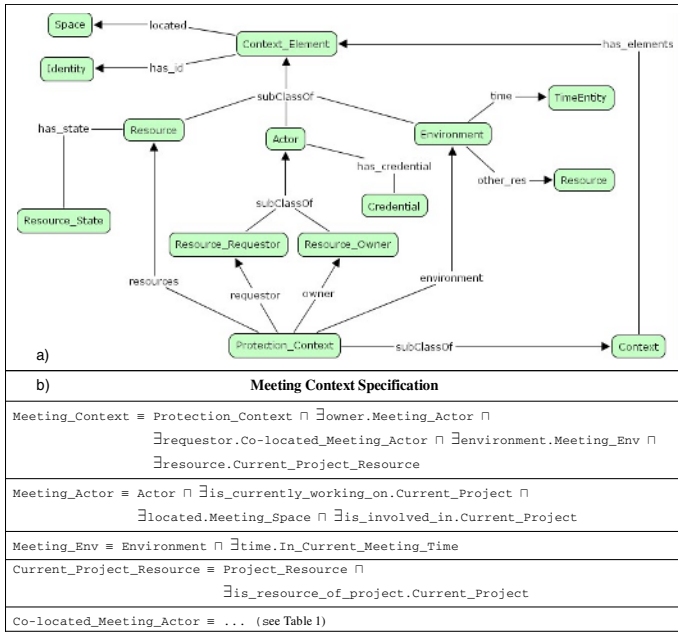 Space
located
Context_Element
has_elements
Identity
has_id
subClassOf
time
TimeEntity
has_state
Resource
Actor
Environment
has_credential
other_res
Resource
subClassOf
Credential
Resource_State
Resource_Requestor
Resource_Owner
resources
environment
requestor
owner
a)
Protection_Context
subClassOf
Context
b) Meeting Context Specification
Meeting_Context ≡ Protection_Context ⊓ ∃owner.Meeting_Actor ⊓
∃requestor.Co-located_Meeting_Actor ⊓ ∃environment.Meeting_Env ⊓
∃resource.Current_Project_Resource
Meeting_Actor ≡ Actor ⊓ ∃is_currently_working_on.Current_Project ⊓
∃located.Meeting_Space ⊓ ∃is_involved_in.Current_Project
Meeting_Env ≡ Environment ⊓ ∃time.In_Current_Meeting_Time
Current_Project_Resource ≡ Project_Resource ⊓
∃is_resource_of_project.Current_Project
Co-located_Meeting_Actor ≡ ... (see Table 1)